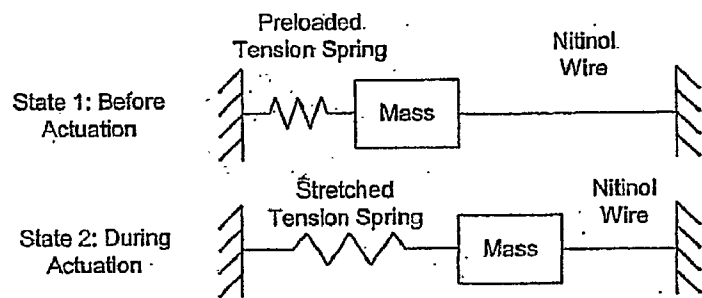 Preloaded
Tension Spring
Nitinol
Wire
State 1: Before
Actuation
Mass
Stretched
Tension Spring
Nitinol
Wire
State 2: During
Actuation
Mass